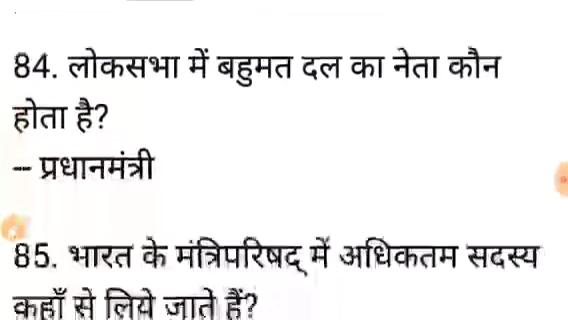 84. लोकसभा में बहुमत दल का नेता कौन
होता है?
– प्रधानमंत्री
85. भारत के मंत्रिपरिषद् में अधिकतम सदस्य
कहाँ से लिये जाते हैं?